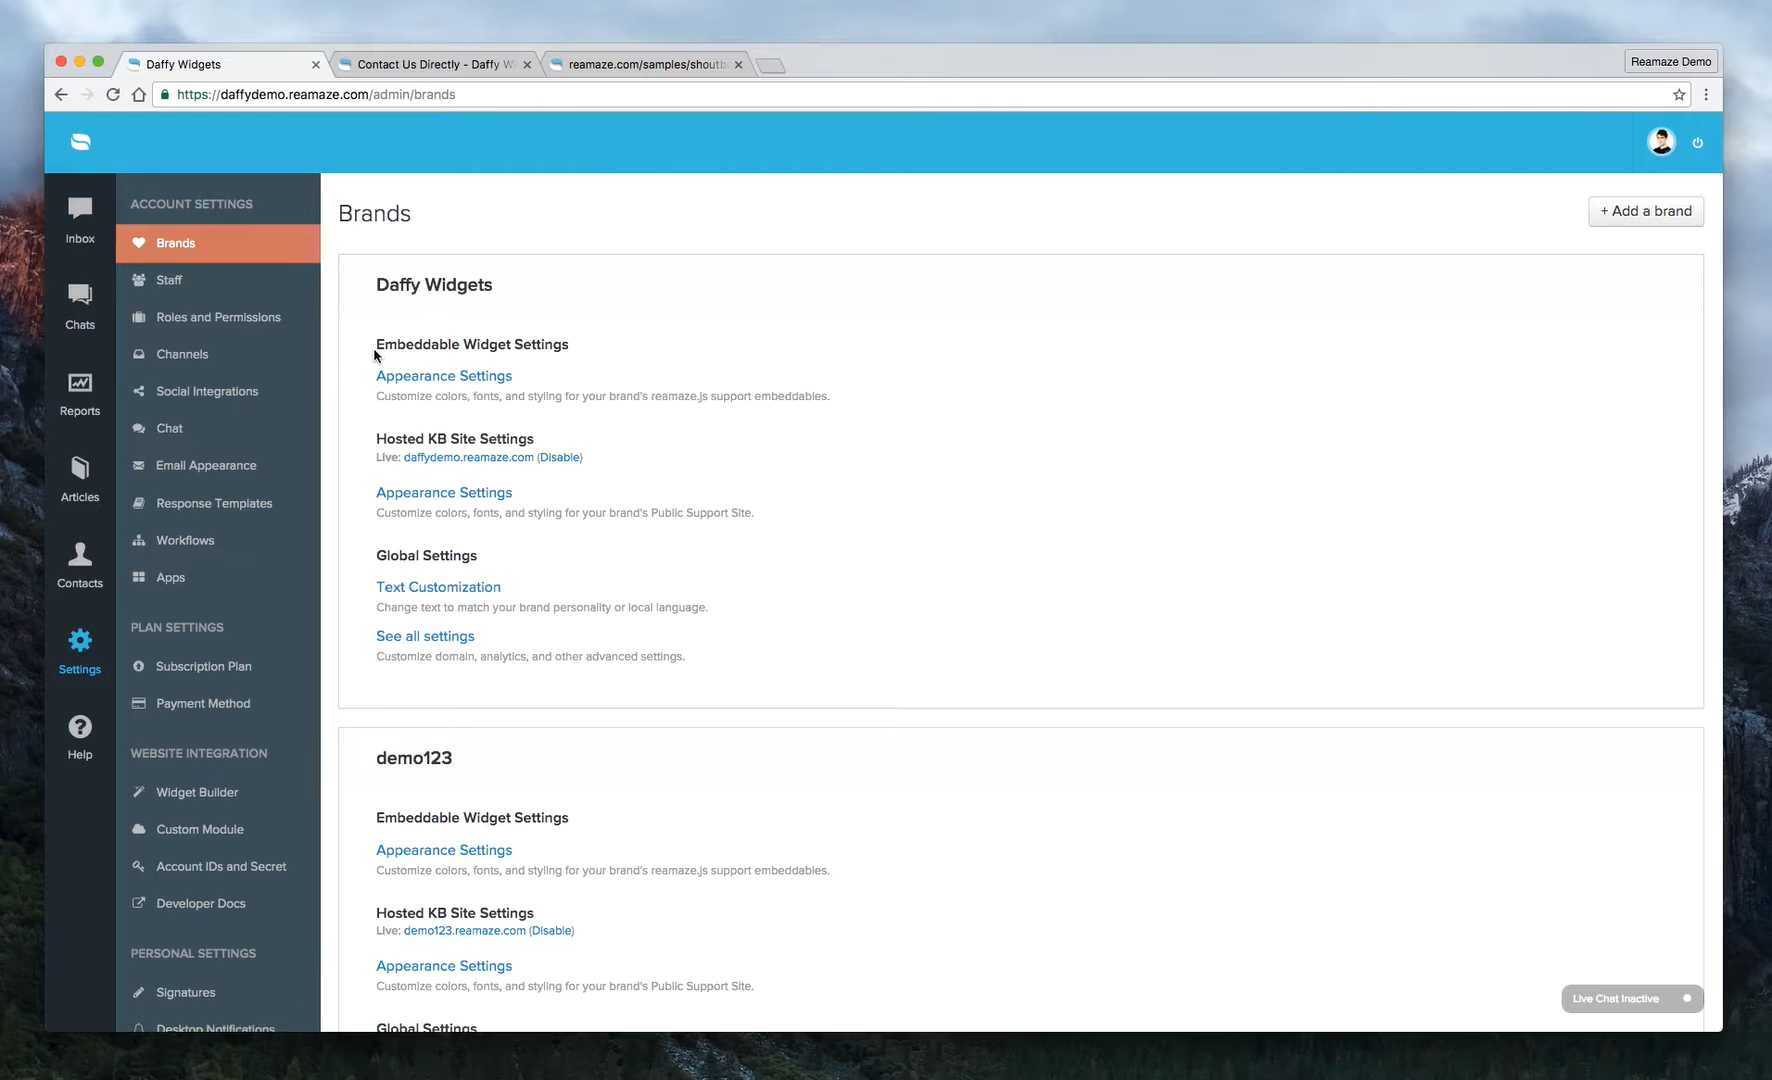 Daffy Widgets
Contact Us Directly - Daffy Wi
reamaze.com/samples/shoutb
Reamaze Demo
https://daffydemo.reamaze.com/admin/brands
Inbox
Chats
Reports
Articles
Contacts
Settings
Help
ACCOUNT SETTINGS
Brands
Staff
Roles and Permissions
Channels
Social Integrations
Chat
Email Appearance
Response Templates
Workflows
Apps
PLAN SETTINGS
Subscription Plan
Payment Method
WEBSITE INTEGRATION
Widget Builder
Custom Module
Account IDs and Secret
Developer Docs
PERSONAL SETTINGS
Signatures
Desktop Notifications
Brands
+ Add a brand
Daffy Widgets
Embeddable Widget Settings
Appearance Settings
Customize colors, fonts, and styling for your brand's reamaze.js support embeddables.
Hosted KB Site Settings
Live: daffydemo.reamaze.com (Disable)
Appearance Settings
Customize colors, fonts, and styling for your brand's Public Support Site.
Global Settings
Text Customization
Change text to match your brand personality or local language.
See all settings
Customize domain, analytics, and other advanced settings.
demo123
Embeddable Widget Settings
Appearance Settings
Customize colors, fonts, and styling for your brand's reamaze.js support embeddables.
Hosted KB Site Settings
Live: demo123.reamaze.com (Disable)
Appearance Settings
Customize colors, fonts, and styling for your brand's Public Support Site.
Global Settings
Live Chat Inactive